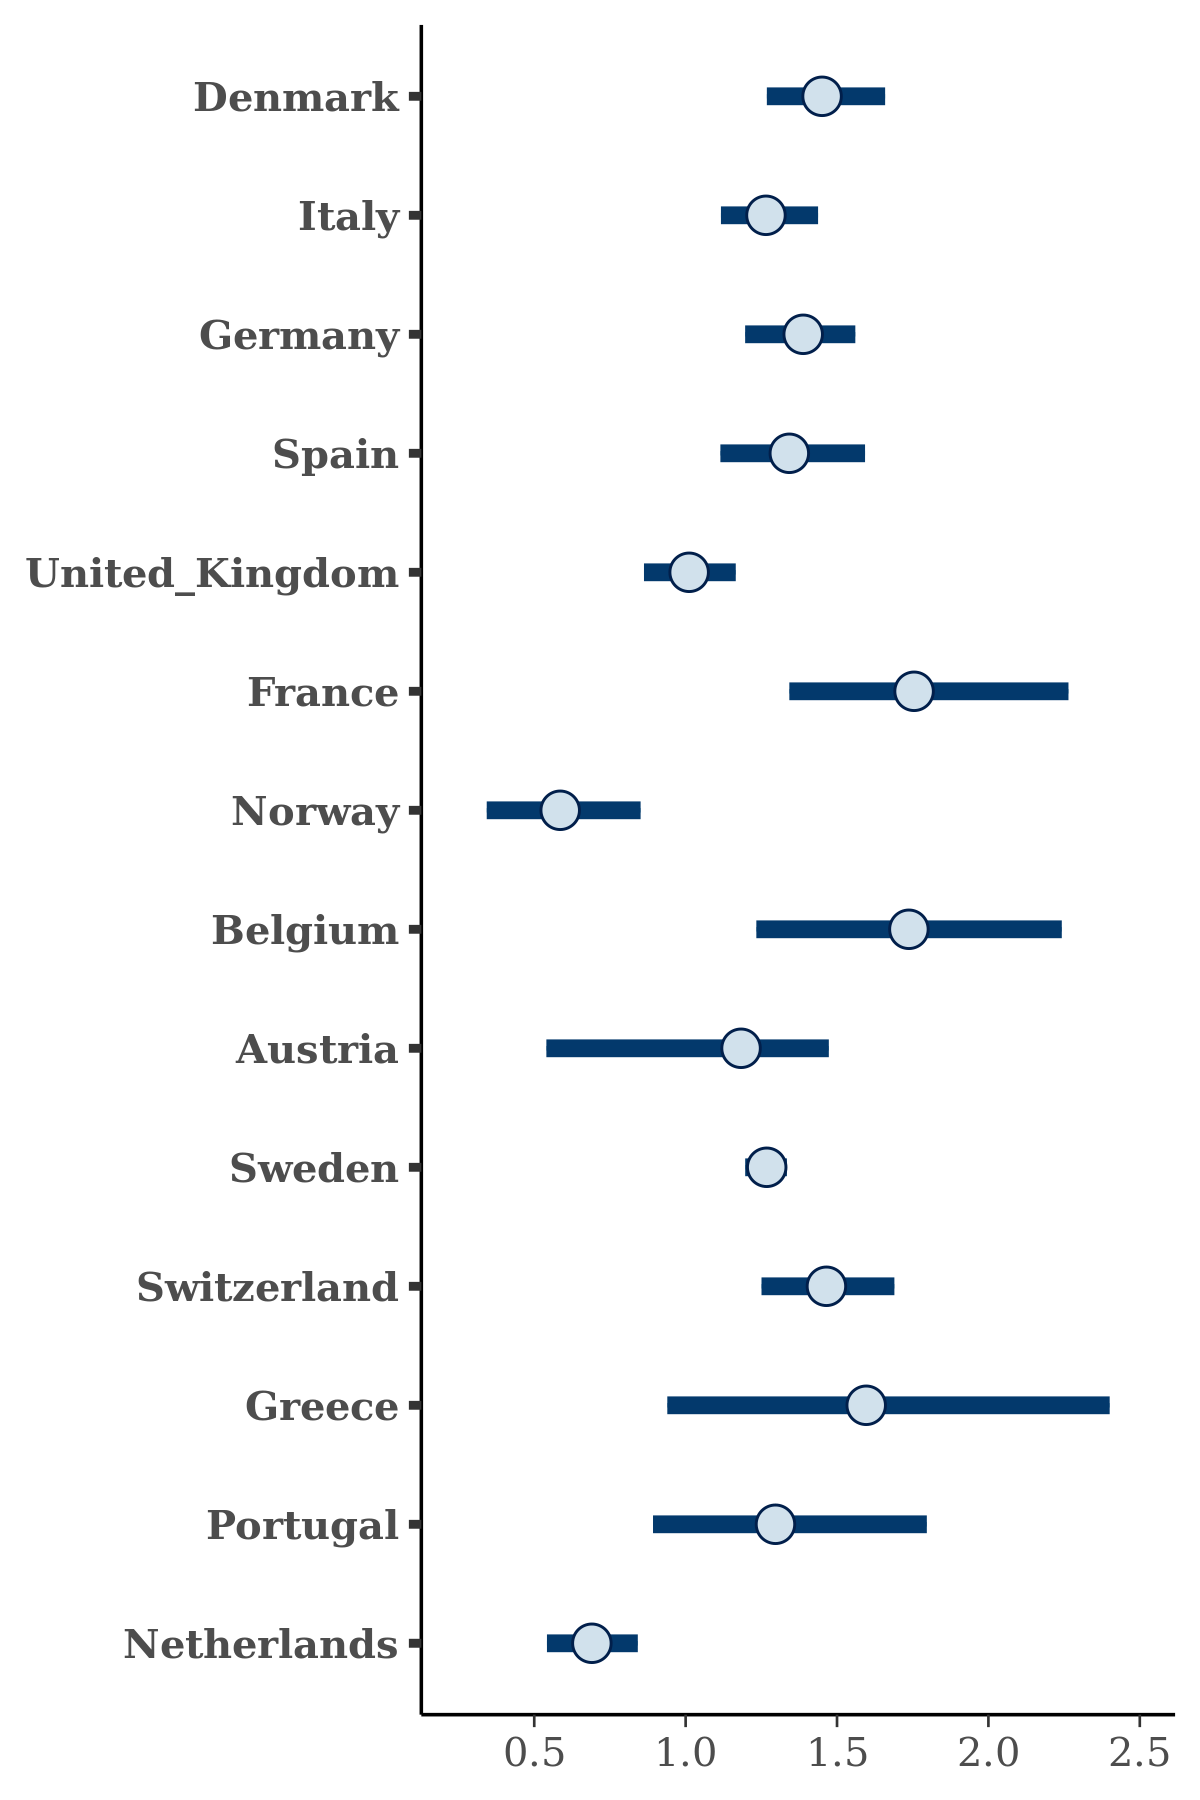 Denmark
Italy
Germany
Spain
United_Kingdom
France
Norway
Belgium
Austria
Sweden
Switzerland
Greece
Portugal
Netherlands
0.5 1.0 1.5 2.0 2.5